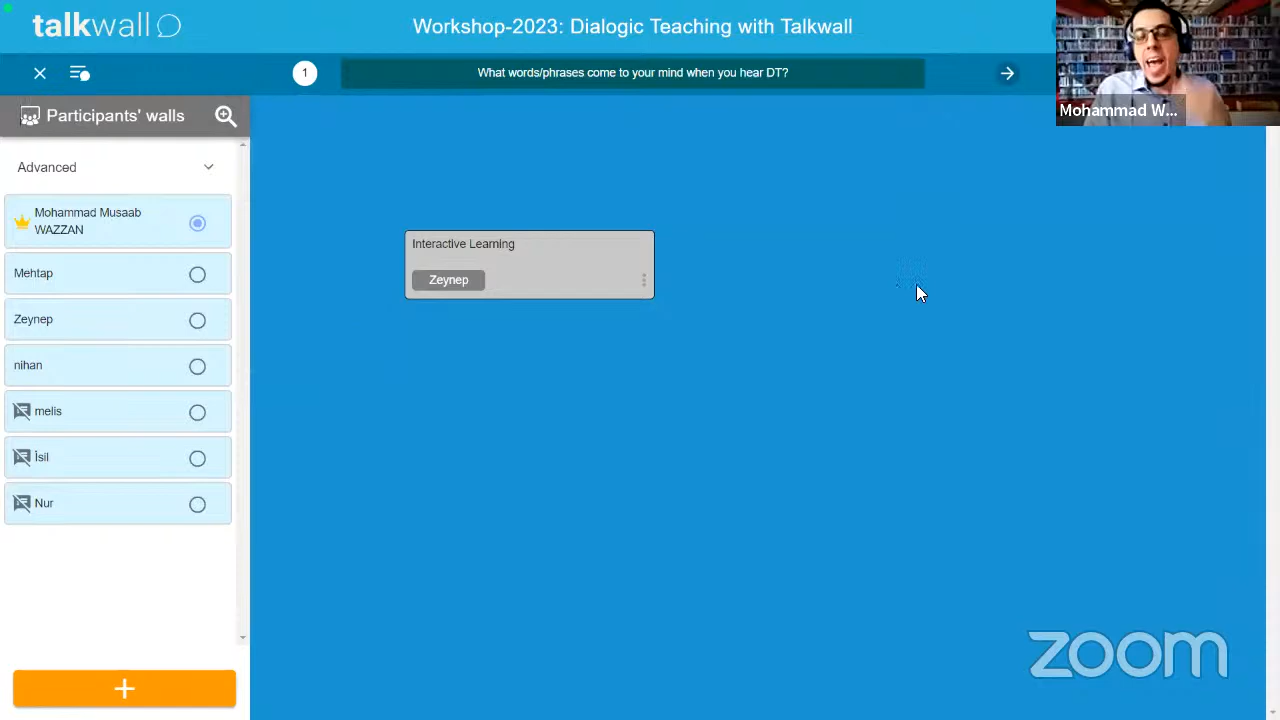 talkwall
Workshop-2023: Dialogic Teaching with Talkwall
1
What words/phrases come to your mind when you hear DT?
Mohammad W...
Participants' walls
Advanced
Mohammad Musaab
WAZZAN
Mehtap
Zeynep
nihan
melis
İsil
Nur
+
Interactive Learning
Zeynep
zoom